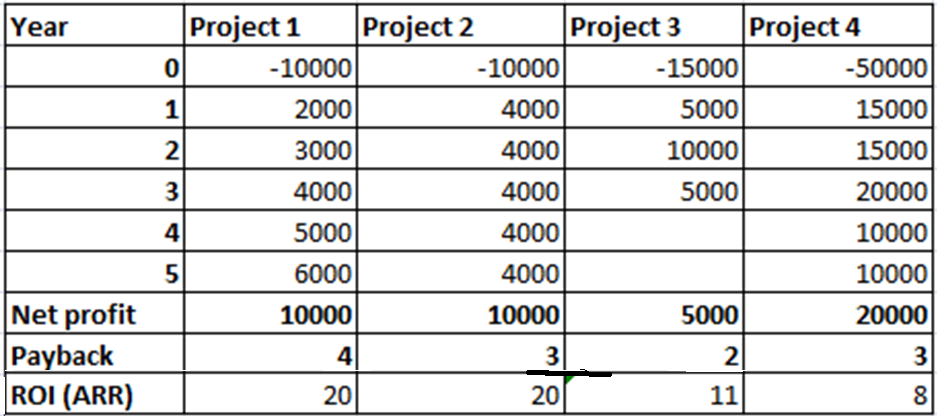 Year Project 1 Project 2 Project 3 Project 4
0 -10000 -10000 -15000 -50000
1 2000 4000 5000 15000
2 3000 4000 10000 15000
3 4000 4000 5000 20000
4 5000 4000 10000
5 6000 4000 10000
Net profit 10000 10000 5000 20000
Payback 4 3 2 3
ROI (ARR) 20 20 11 8